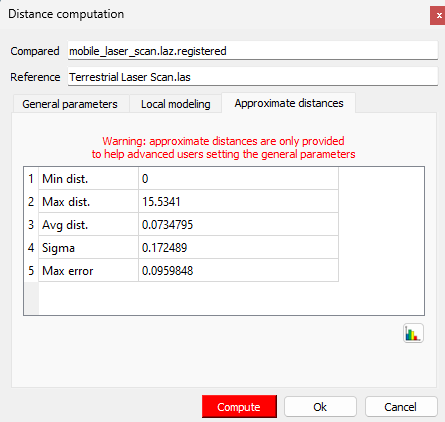 Distance computation
x
Compared mobile_laser_scan.laz.registered
Reference Terrestrial Laser Scan.las
General parameters Local modeling Approximate distances
Warning: approximate distances are only provided
to help advanced users setting the general parameters
1 Min dist. 0
2 Max dist. 15.5341
3 Avg dist. 0.0734795
4 Sigma 0.172489
5 Max error 0.0959848
Compute Ok Cancel